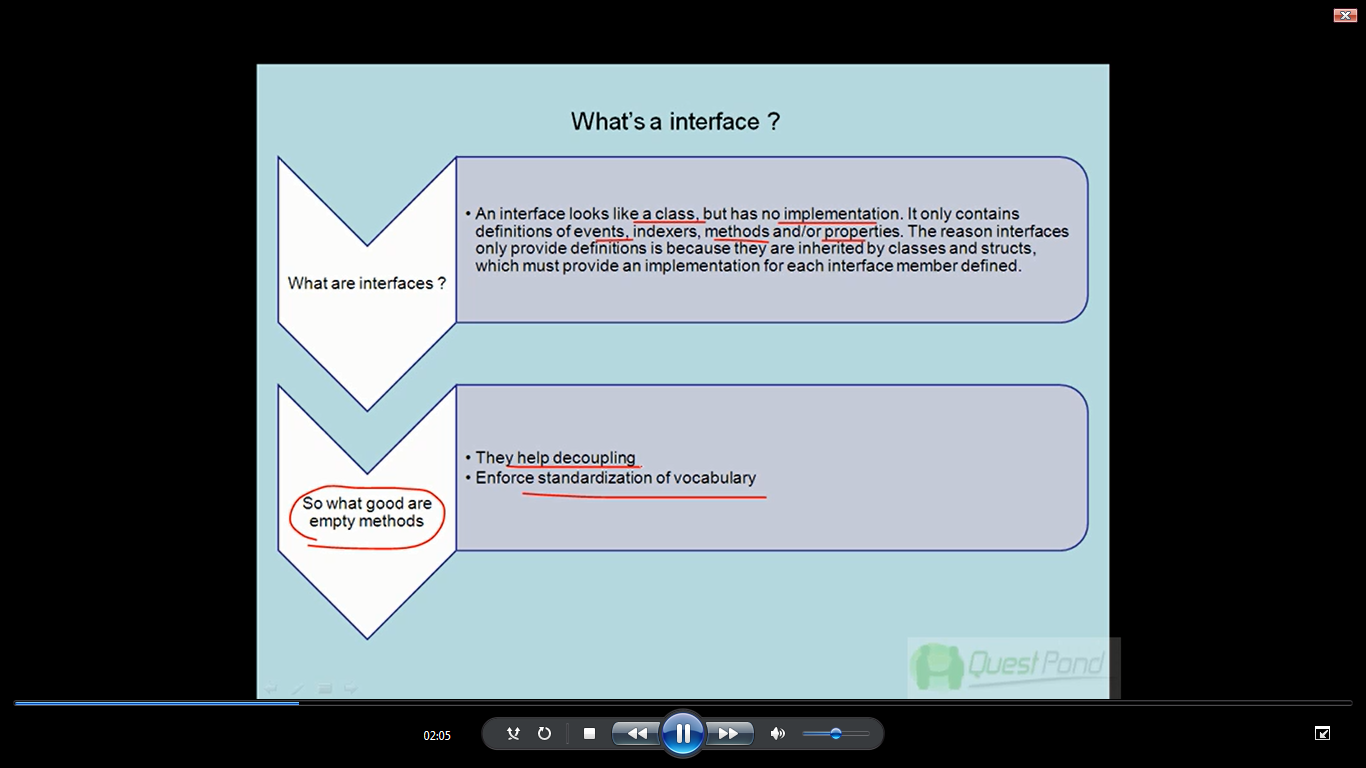 What's a interface ?
• An interface looks like a class, but has no implementation. It only contains
definitions of events, indexers, methods and/or properties. The reason interfaces
only provide definitions is because they are inherited by classes and structs,
which must provide an implementation for each interface member defined.
What are interfaces ?
• They help decoupling
• Enforce standardization of vocabulary
So what good are
empty methods
QuestPond
02:05